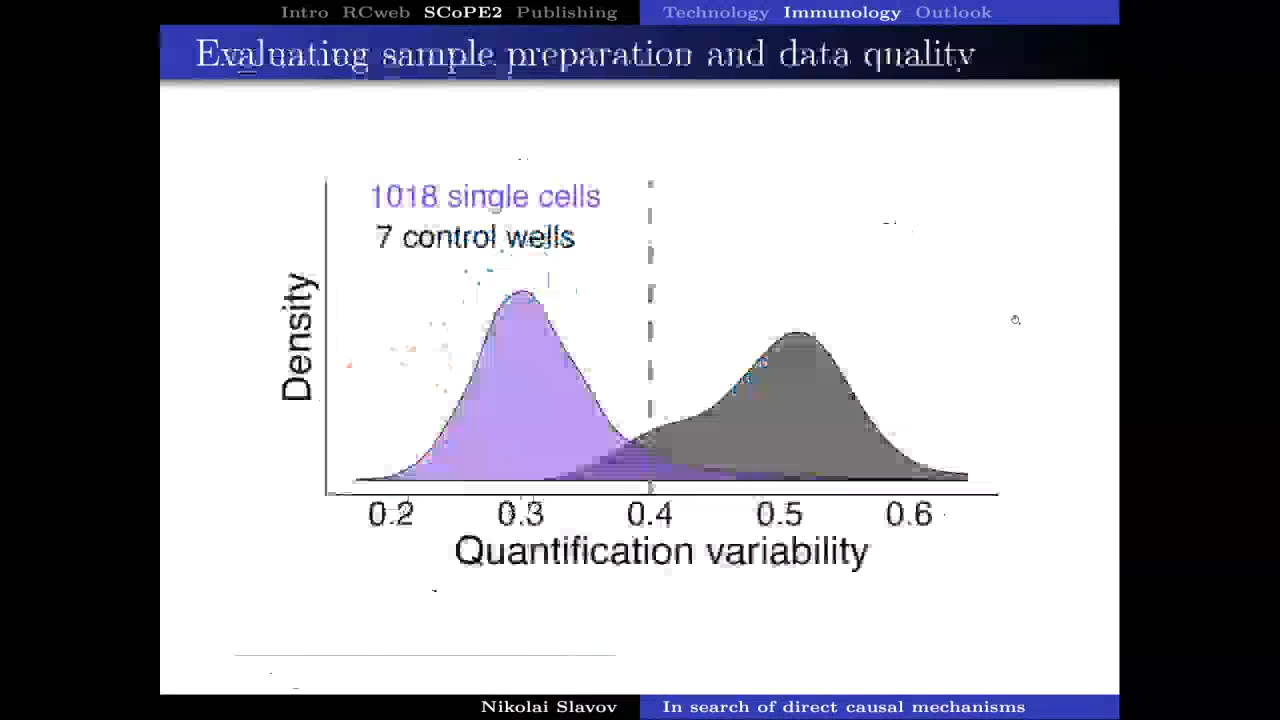 Intro RCweb SCoPE2 Publishing Technology Immunology Outlook
Evaluating sample preparation and data quality
1018 single cells
7 control wells
Density
0.2 0.3 0.4 0.5 0.6
Quantification variability
Nikolai Slavov In search of direct causal mechanisms